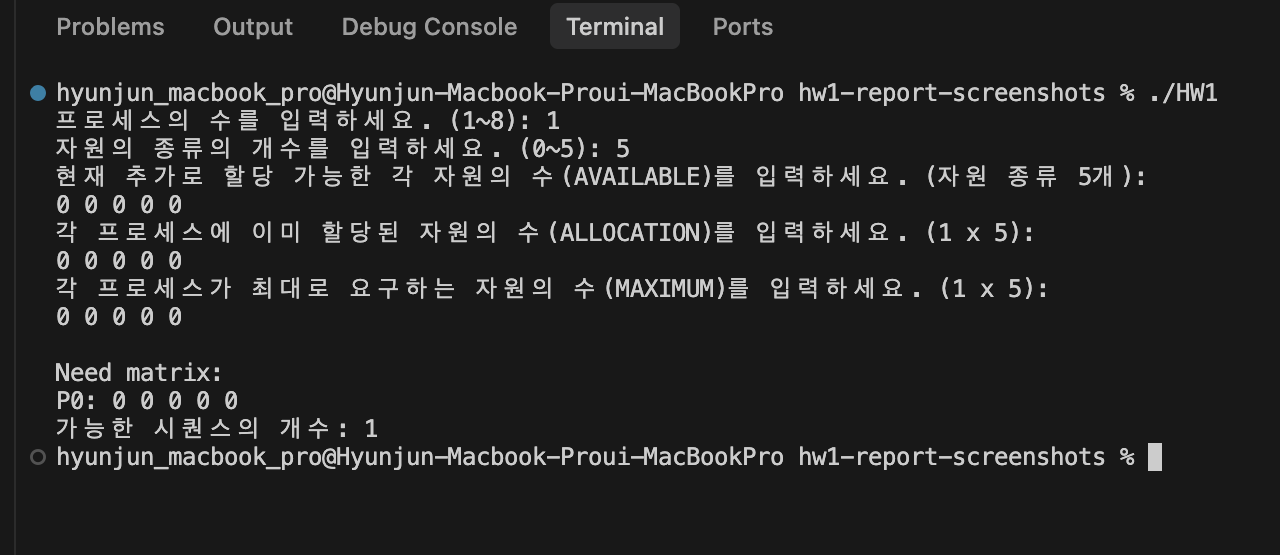 Problems Output Debug Console Terminal Ports
hyunjun_macbook_pro@Hyunjun-Macbook-Proui-MacBookPro hw1-report-screenshots % ./HW1
프로세스의 수를 입력하세요. (1~8): 1
자원의 종류의 개수를 입력하세요. (0~5): 5
현재 추가로 할당 가능한 각 자원의 수(AVAILABLE)를 입력하세요. (자원 종류 5개):
0 0 0 0 0
각 프로세스에 이미 할당된 자원의 수(ALLOCATION)를 입력하세요. (1 x 5):
0 0 0 0 0
각 프로세스가 최대로 요구하는 자원의 수(MAXIMUM)를 입력하세요. (1 x 5):
0 0 0 0 0
Need matrix:
P0: 0 0 0 0 0
가능한 시퀀스의 개수: 1
hyunjun_macbook_pro@Hyunjun-Macbook-Proui-MacBookPro hw1-report-screenshots %